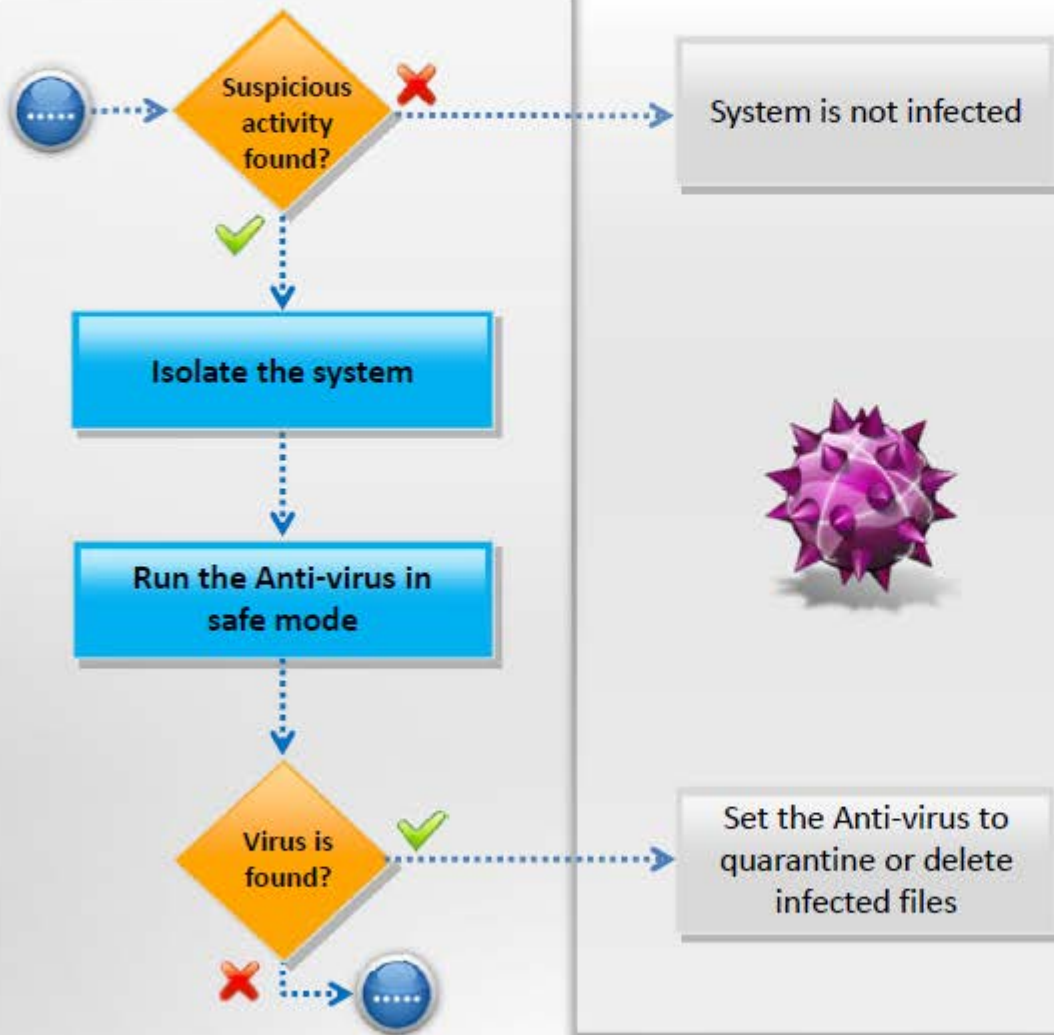 Suspicious
activity
found?
System is not infected
Isolate the system
Run the Anti-virus in
safe mode
Virus is
found?
Set the Anti-virus to
quarantine or delete
infected files